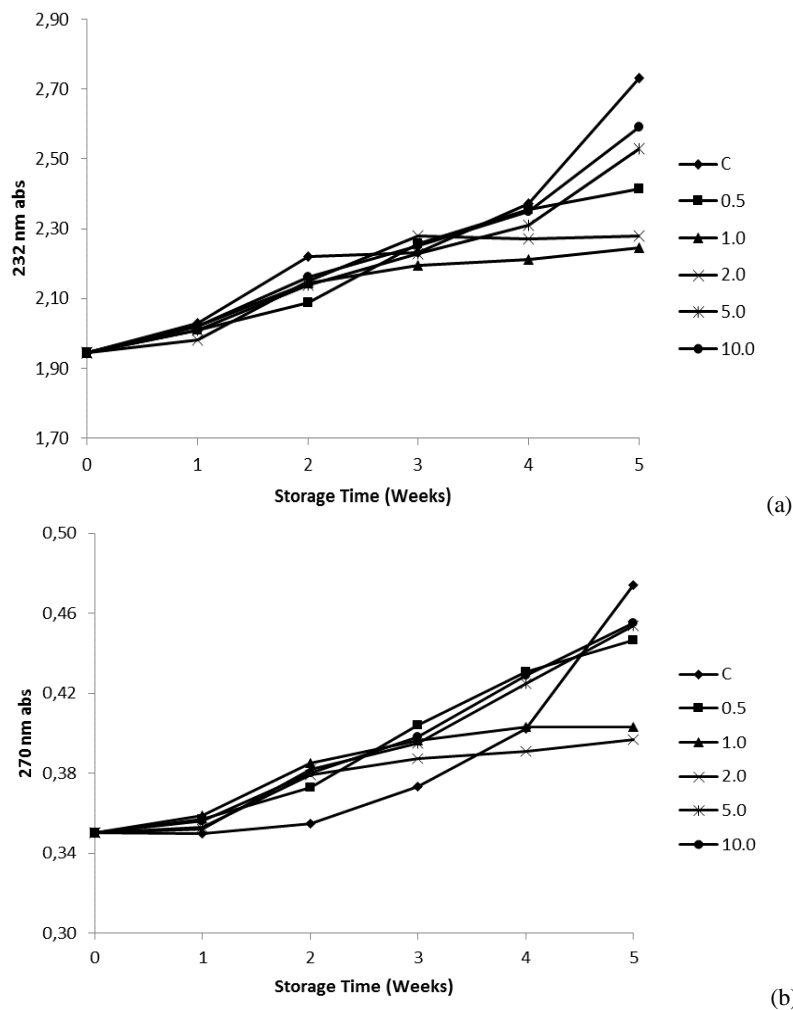 2,90
2,70
2,50
2,30
2,10
1,90
1,70
232 nm abs
0 1 2 3 4 5
Storage Time (Weeks)
C
0.5
1.0
2.0
5.0
10.0
(a)
0,50
0,46
0,42
0,38
0,34
0,30
270 nm abs
0 1 2 3 4 5
Storage Time (Weeks)
C
0.5
1.0
2.0
5.0
10.0
(b)